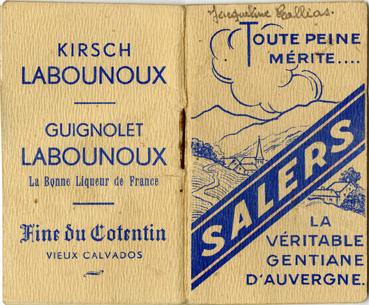 KIRSCH
LABOUNOUX
GUIGNOLET
LABOUNOUX
La Bonne Liqueur de France
Fine du Cotentin
VIEUX CALVADOS
Jacqueline Callias.
TOUTE PEINE
MÉRITE....
SALERS
LA
VÉRITABLE
GENTIANE
D'AUVERGNE.